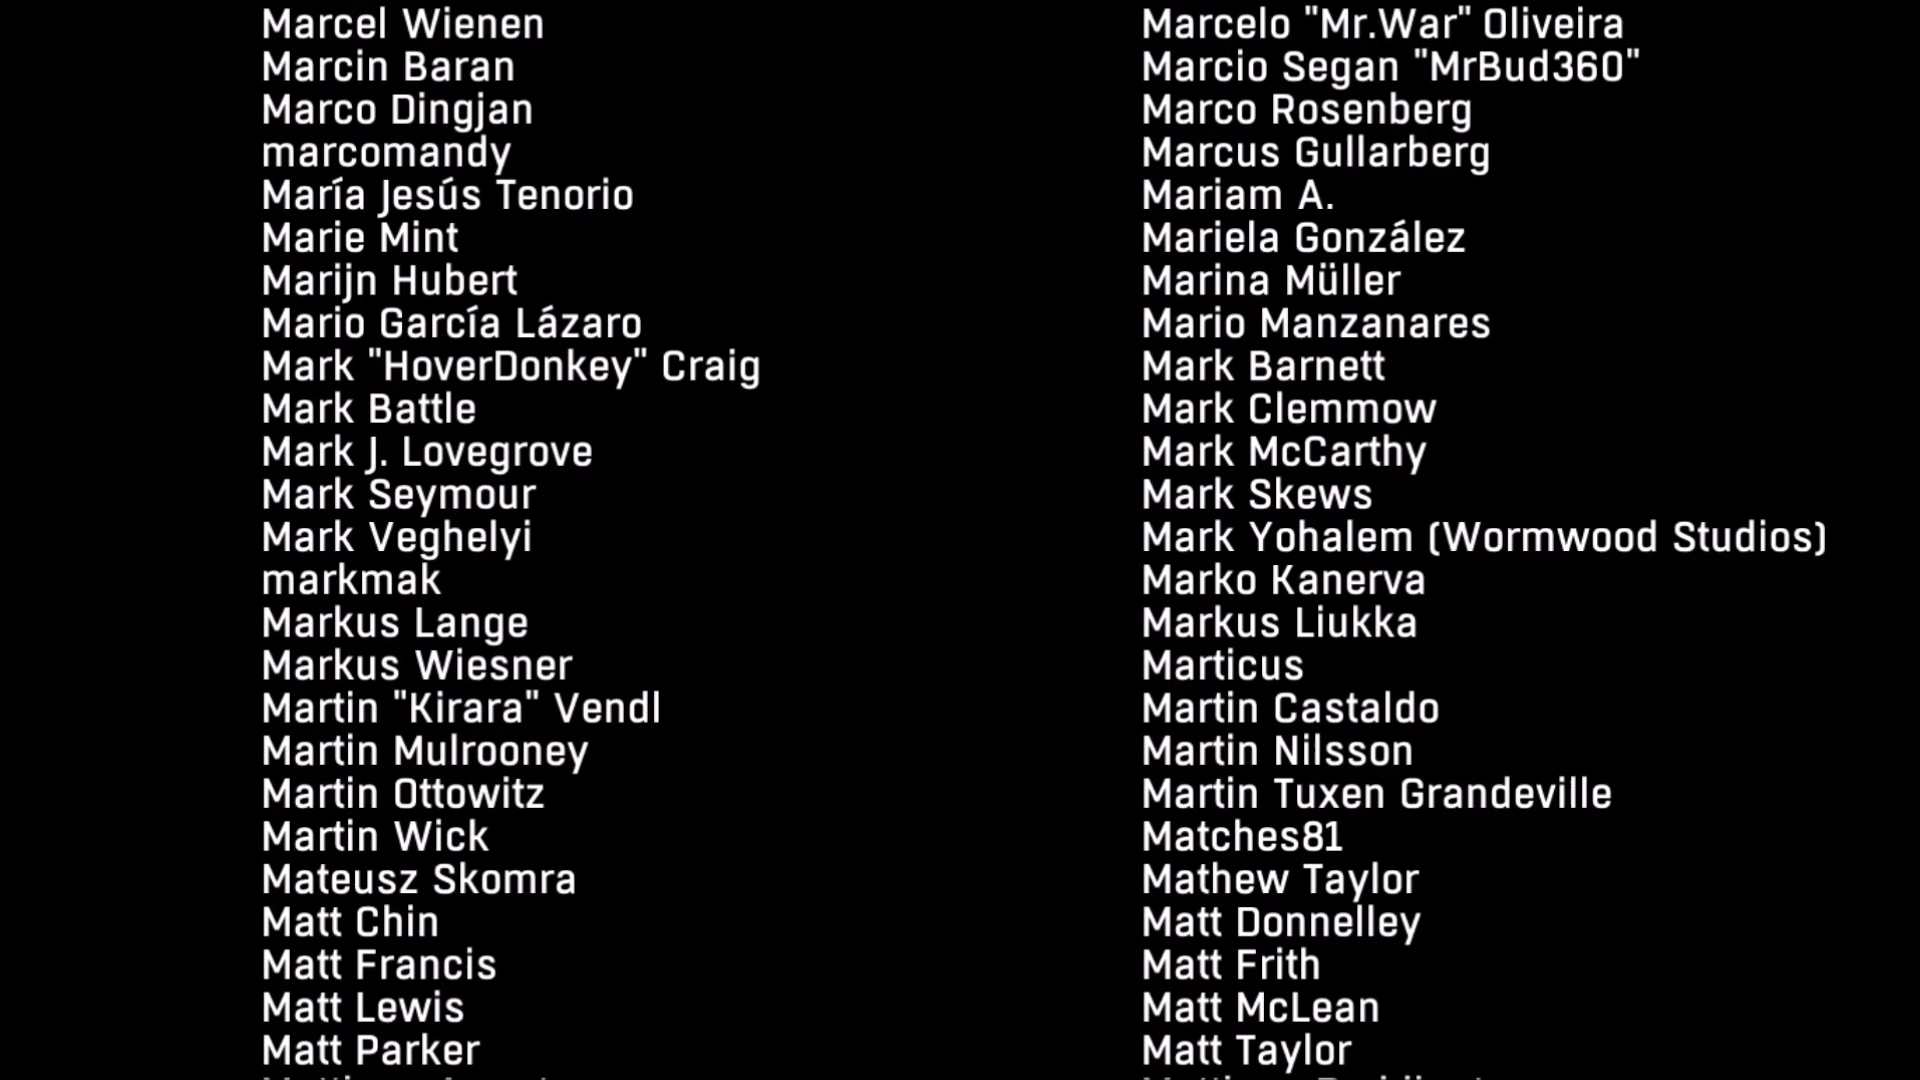 Marcel Wienen
Marcelo "Mr.War" Oliveira
Marcin Baran
Marcio Segan "MrBud360"
Marco Dingjan
Marco Rosenberg
marcomandy
Marcus Gullarberg
María Jesús Tenorio
Mariam A.
Marie Mint
Mariela González
Marijn Hubert
Marina Müller
Mario García Lázaro
Mario Manzanares
Mark "HoverDonkey" Craig
Mark Barnett
Mark Battle
Mark Clemmow
Mark J. Lovegrove
Mark McCarthy
Mark Seymour
Mark Skews
Mark Veghelyi
Mark Yohalem (Wormwood Studios)
markmak
Marko Kanerva
Markus Lange
Markus Liukka
Markus Wiesner
Marticus
Martin "Kirara" Vendl
Martin Castaldo
Martin Mulrooney
Martin Nilsson
Martin Ottowitz
Martin Tuxen Grandeville
Martin Wick
Matches81
Mateusz Skomra
Mathew Taylor
Matt Chin
Matt Donnelley
Matt Francis
Matt Frith
Matt Lewis
Matt McLean
Matt Parker
Matt Taylor